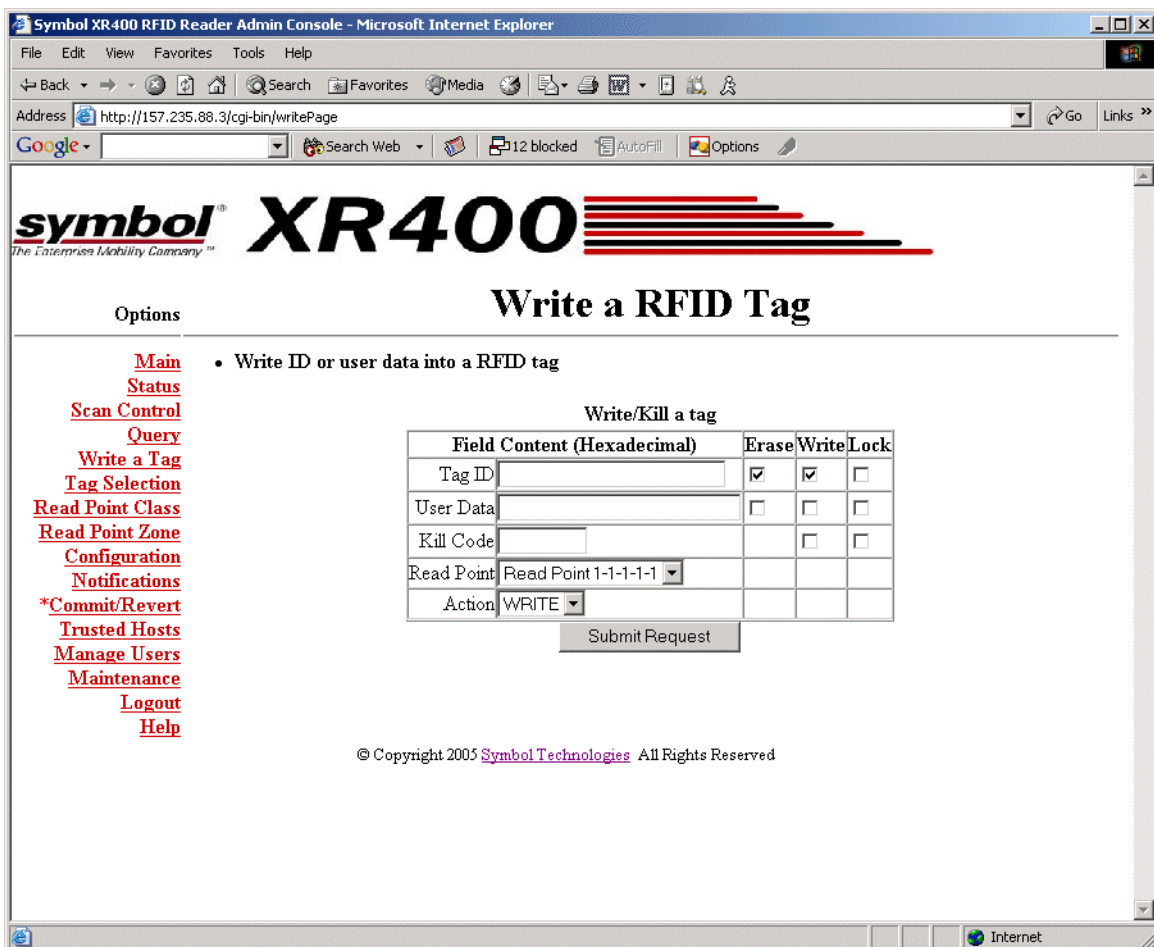 Symbol XR400 RFID Reader Admin Console - Microsoft Internet Explorer
File Edit View Favorites Tools Help
Back Search Favorites Media
Address http://157.235.88.3/cgi-bin/writePage Go Links »
Google Search Web 12 blocked AutoFill Options
symbol® XR400
The Enterprise Mobility Company™
Options
Write a RFID Tag
Main
Status
Scan Control
Query
Write a Tag
Tag Selection
Read Point Class
Read Point Zone
Configuration
Notifications
*Commit/Revert
Trusted Hosts
Manage Users
Maintenance
Logout
Help
• Write ID or user data into a RFID tag
Write/Kill a tag
Field Content (Hexadecimal) Erase Write Lock
Tag ID
User Data
Kill Code
Read Point Read Point 1-1-1-1-1
Action WRITE
Submit Request
© Copyright 2005 Symbol Technologies All Rights Reserved
Internet